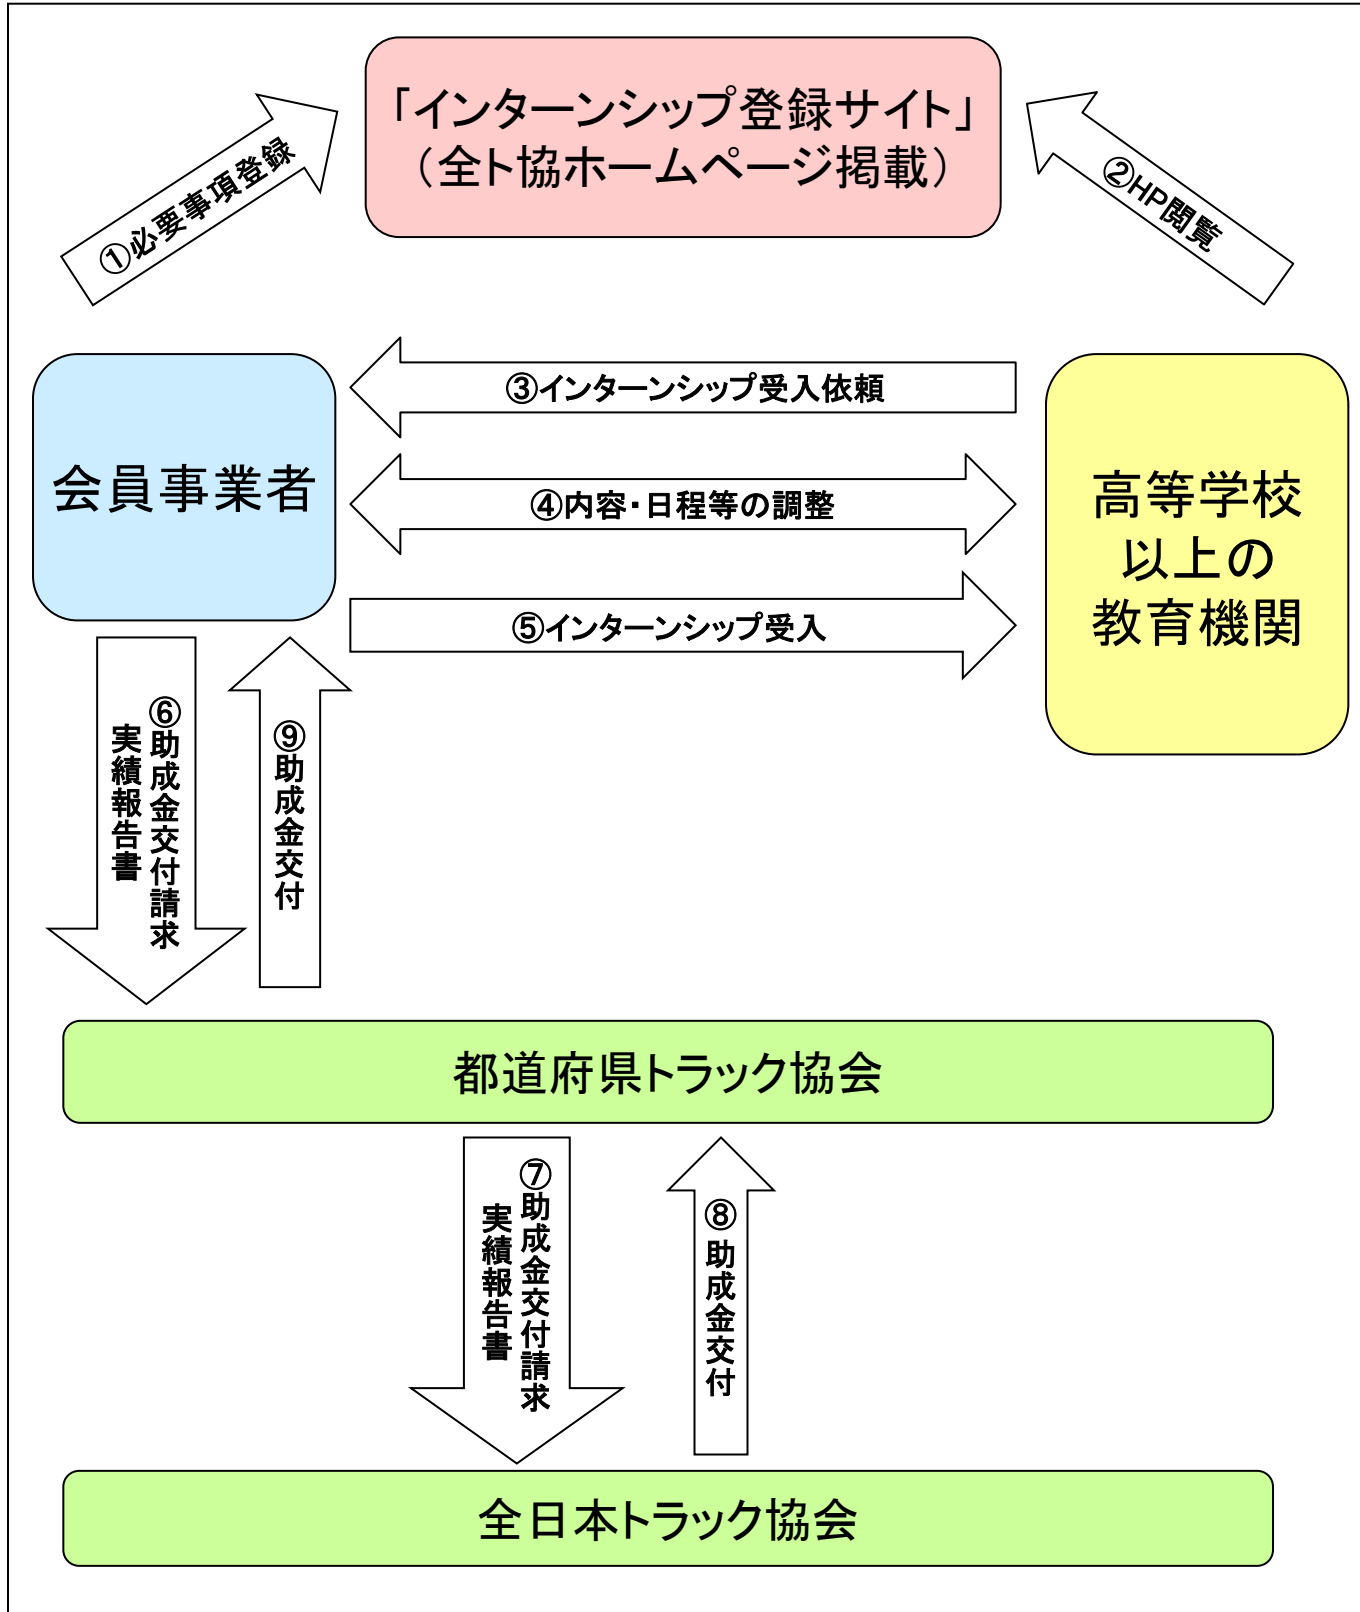 「インターンシップ登録サイト」
（全ト協ホームページ掲載）
①必要事項登録
②HP閲覧
③インターンシップ受入依頼
会員事業者
④内容・日程等の調整
高等学校
以上の
教育機関
⑤インターンシップ受入
⑥助成金交付請求
実績報告書
⑨助成金交付
都道府県トラック協会
⑦助成金交付請求
実績報告書
⑧助成金交付
全日本トラック協会